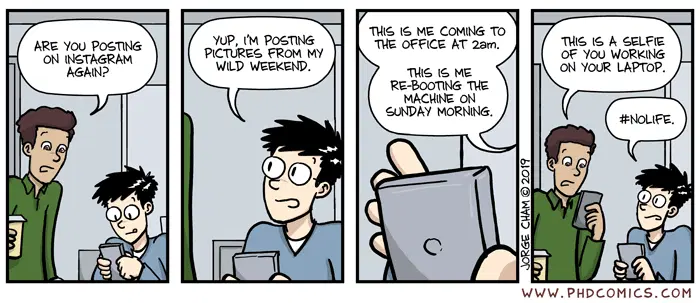 ARE YOU POSTING
ON INSTAGRAM
AGAIN?
YUP, I'M POSTING
PICTURES FROM MY
WILD WEEKEND.
THIS IS ME COMING TO
THE OFFICE AT 2am.
THIS IS ME
RE-BOOTING THE
MACHINE ON
SUNDAY MORNING.
JORGE CHAM © 2019
THIS IS A SELFIE
OF YOU WORKING
ON YOUR LAPTOP.
#NOLIFE.
WWW.PHDCOMICS.COM